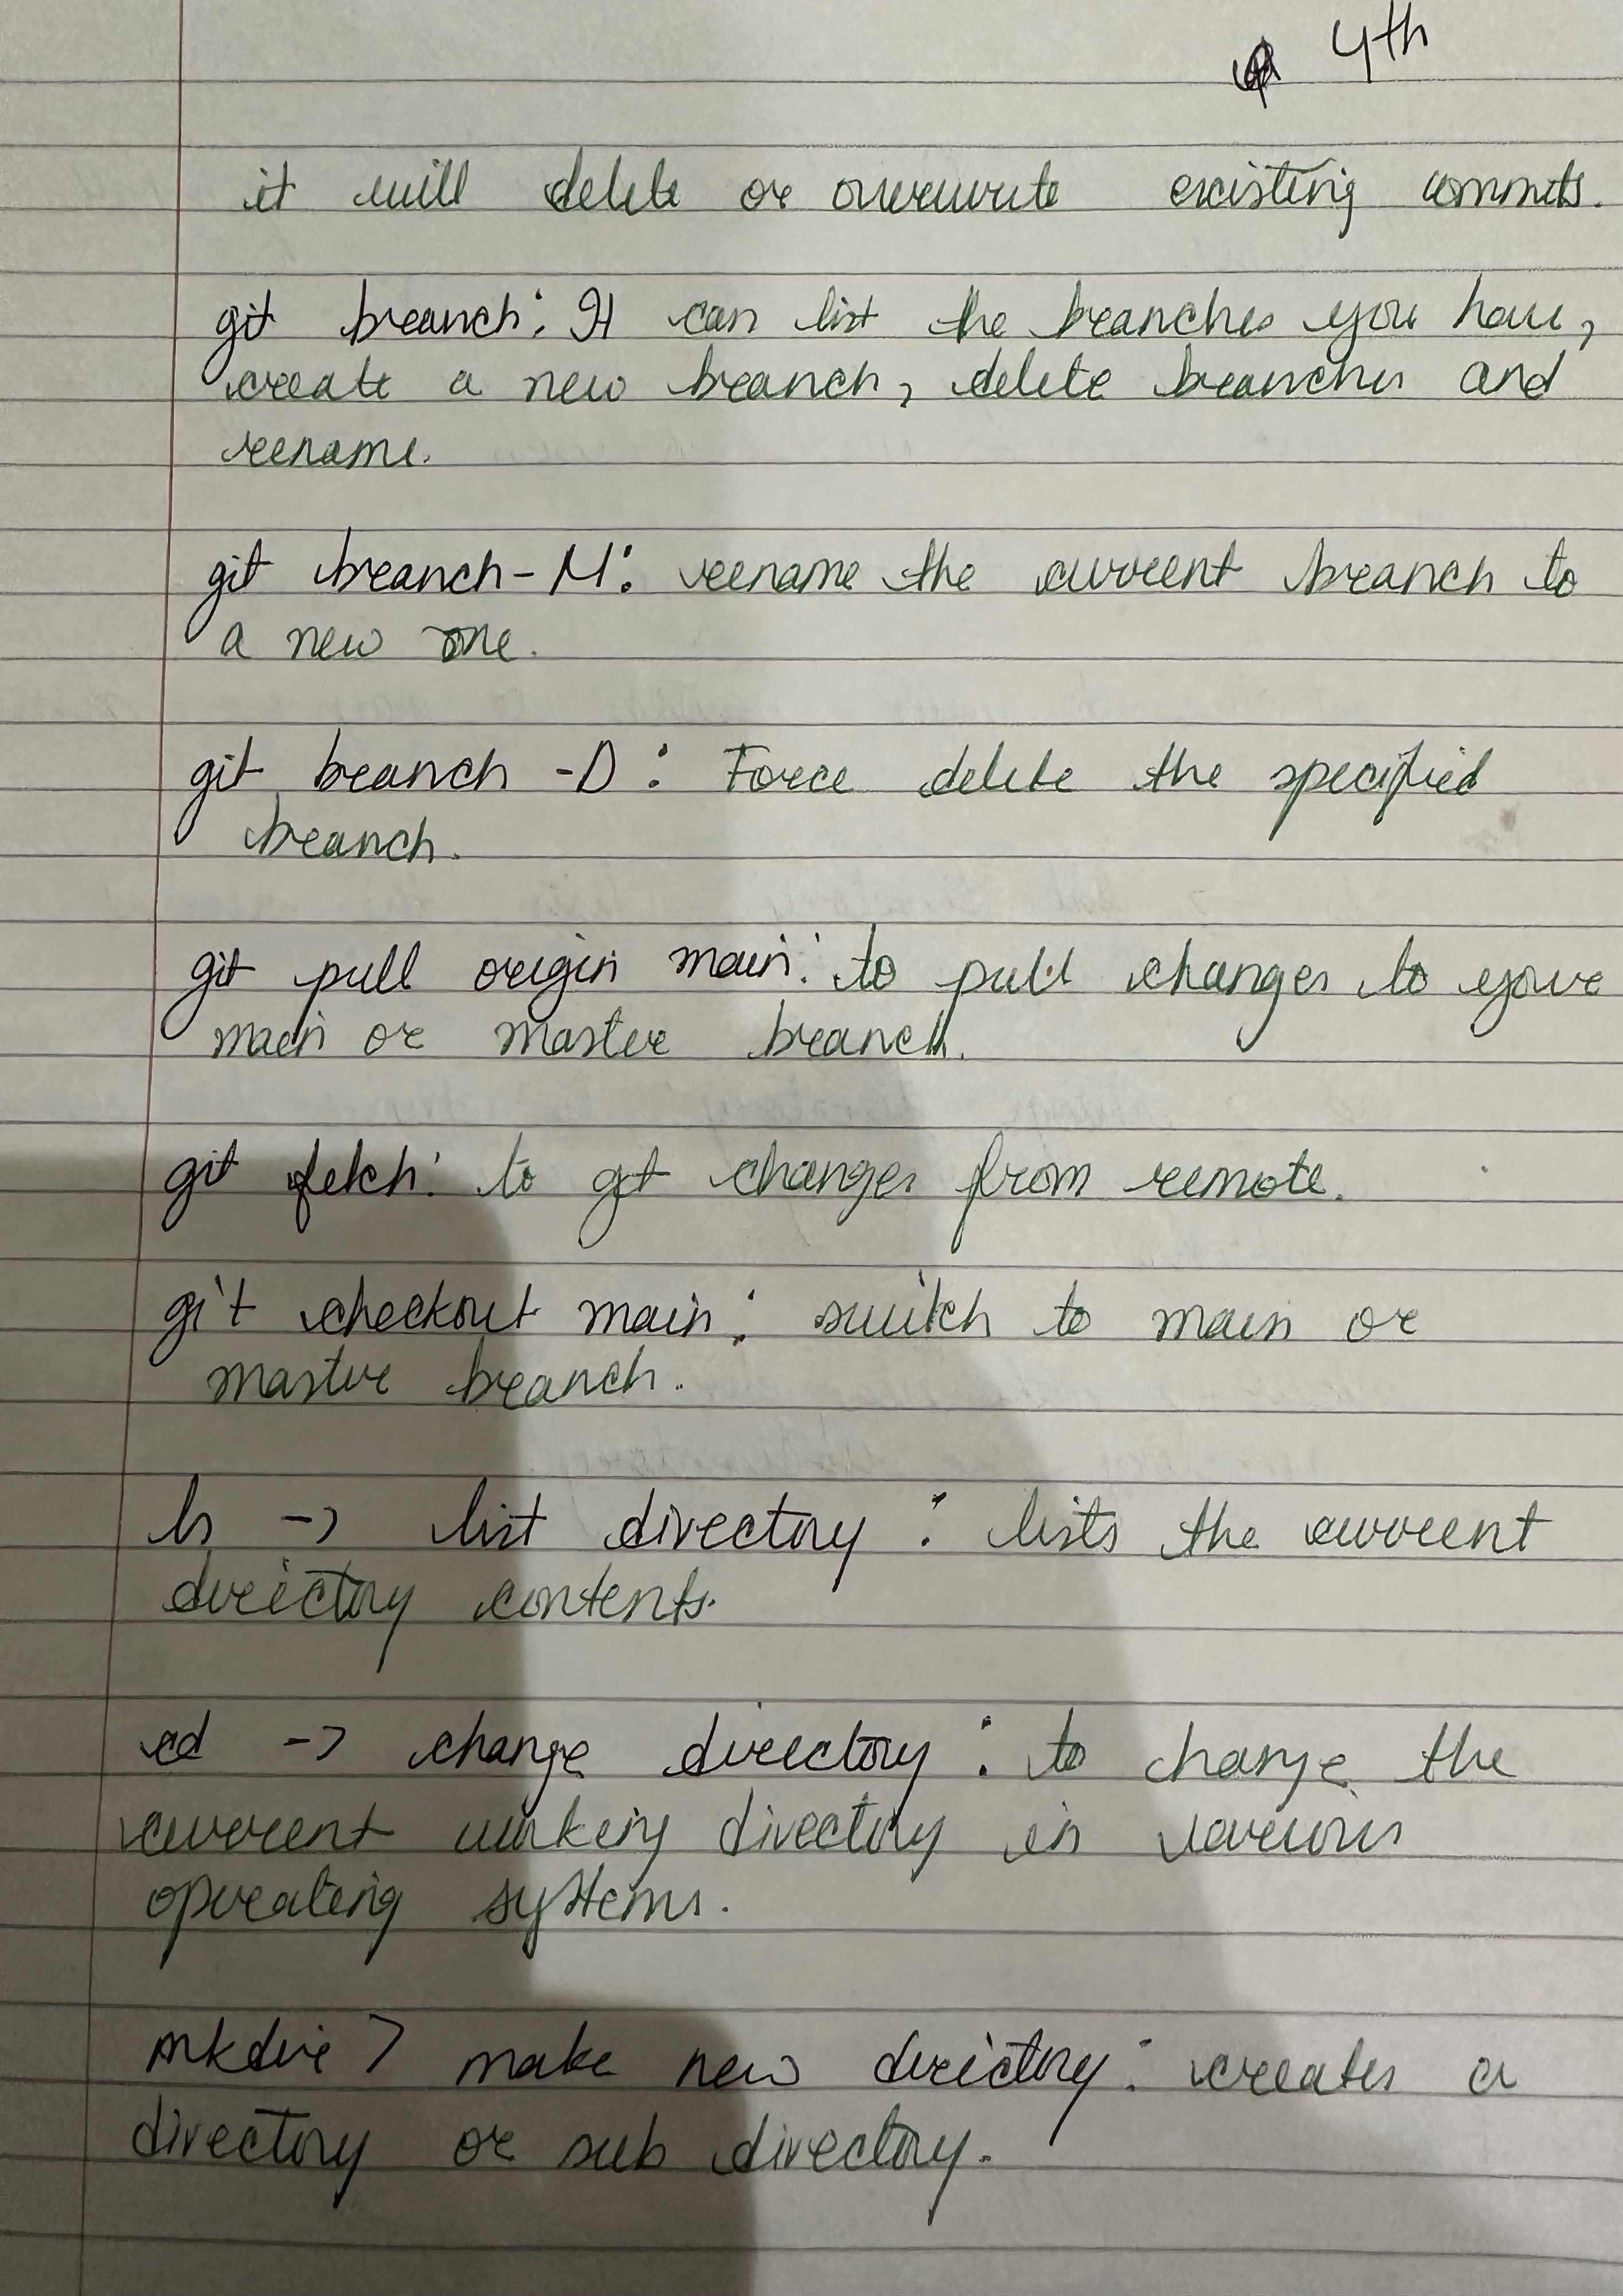 4th
it will delete or overwrite existing commits.
git branch: It can list the branches you have,
create a new branch, delete branches and
rename.
git branch -M: rename the current branch to
a new one.
git branch -D: Force delete the specified
branch.
git pull origin main: to pull changes to your
main or master branch.
git fetch: to get changes from remote.
git checkout main: switch to main or
master branch.
ls -> list directory: lists the current
directory contents.
cd -> change directory: to change the
current working directory in various
operating systems.
mkdir > make new directory: creates a
directory or sub directory.